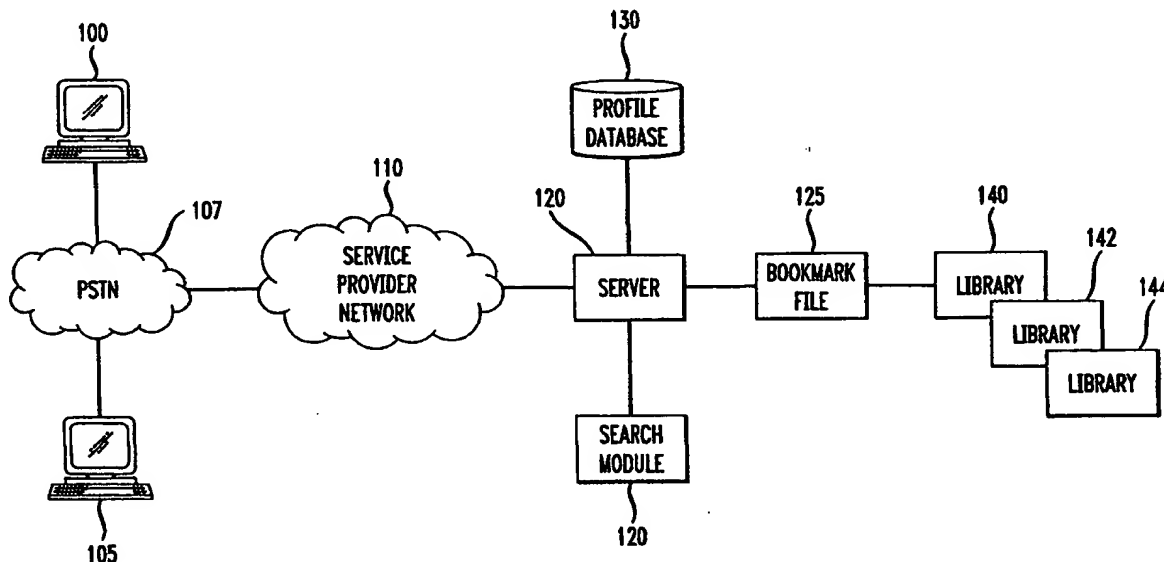 100
130
PROFILE
DATABASE
107
110
120
125
140
142
144
PSTN
SERVICE
PROVIDER
NETWORK
SERVER
BOOKMARK
FILE
LIBRARY
LIBRARY
LIBRARY
SEARCH
MODULE
105
120